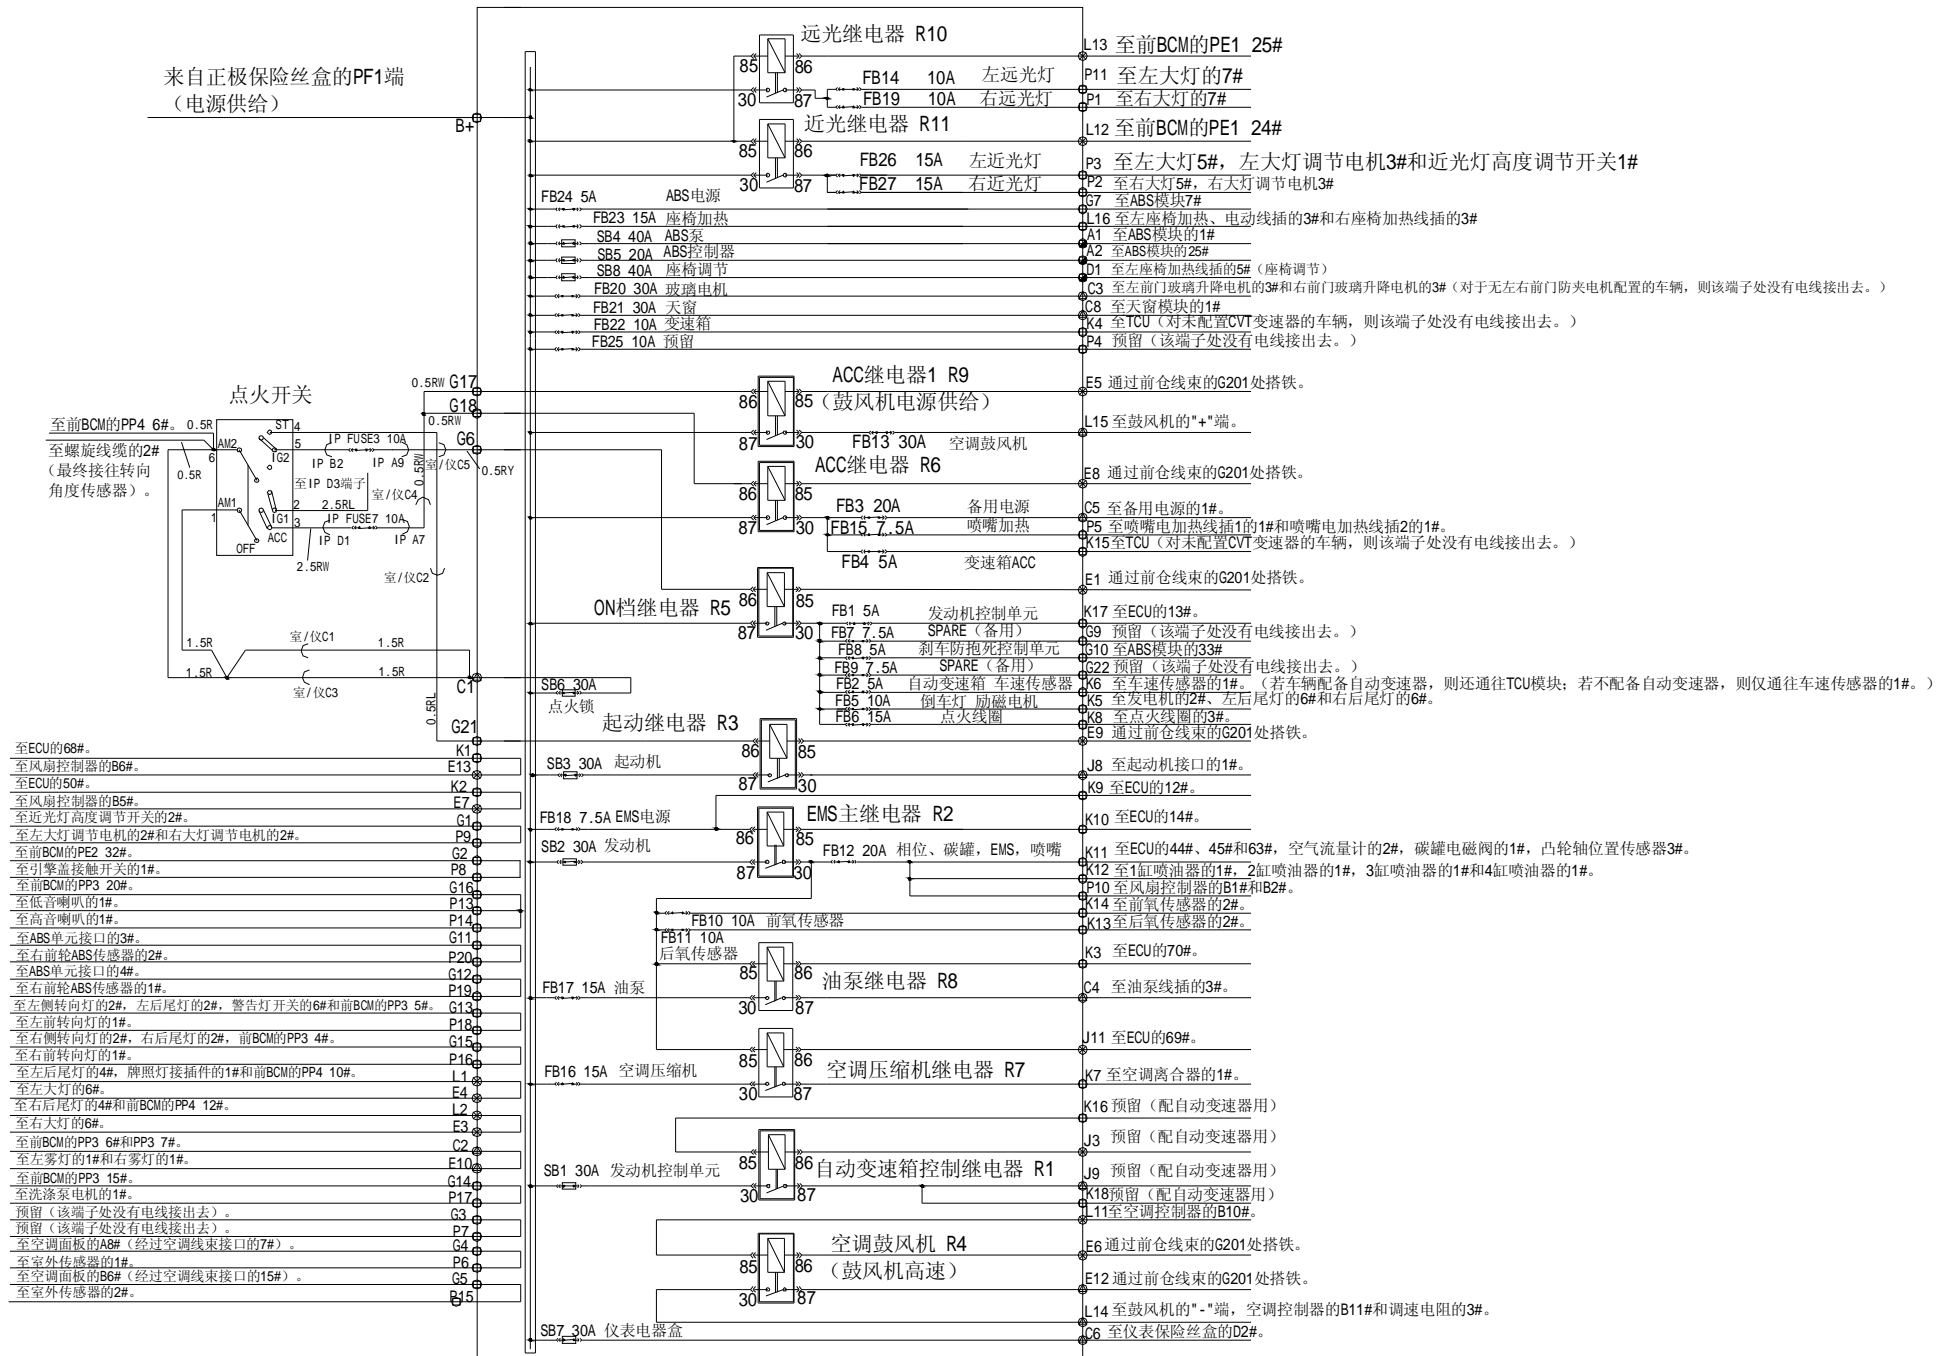 来自正极保险丝盒的PF1端
（电源供给）
B+
远光继电器 R10
85
86
30
87
FB14 10A 左远光灯
FB19 10A 右远光灯
L13 至前BCM的PE1 25#
P11 至左大灯的7#
P1 至右大灯的7#
近光继电器 R11
85
86
30
87
FB26 15A 左近光灯
FB27 15A 右近光灯
L12 至前BCM的PE1 24#
P3 至左大灯5#，左大灯调节电机3#和近光灯高度调节开关1#
P2 至右大灯5#，右大灯调节电机3#
FB24 5A ABS电源
G7 至ABS模块7#
FB23 15A 座椅加热
L16 至左座椅加热、电动线插的3#和右座椅加热线插的3#
SB4 40A ABS泵
A1 至ABS模块的1#
SB5 20A ABS控制器
A2 至ABS模块的25#
SB8 40A 座椅调节
D1 至左座椅加热线插的5#（座椅调节）
FB20 30A 玻璃电机
C3 至左前门玻璃升降电机的3#和右前门玻璃升降电机的3#（对于无左右前门防夹电机配置的车辆，则该端子处没有电线接出去。）
FB21 30A 天窗
C8 至天窗模块的1#
FB22 10A 变速箱
K4 至TCU（对未配置CVT变速器的车辆，则该端子处没有电线接出去。）
FB25 10A 预留
P4 预留（该端子处没有电线接出去。）
点火开关
至前BCM的PP4 6#。 0.5R
至螺旋线缆的2#
（最终接往转向
角度传感器）。
0.5R
AM2
6
AM1
1
OFF
ST 4
5
IG2
2
IG1
3
ACC
IP FUSE3 10A
IP B2
IP A9
至IP D3端子
2.5RL
IP FUSE7 10A
IP D1
IP A7
2.5RW
0.5RW G17
G18
0.5RW
G6
0.5RW
室/仪C5
0.5RY
室/仪C4
室/仪C2
室/仪C1
1.5R
1.5R
1.5R
1.5R
室/仪C3
0.5RL
C1
G21
ACC继电器1 R9
（鼓风机电源供给）
86
85
87
30
FB13 30A 空调鼓风机
E5 通过前仓线束的G201处搭铁。
L15 至鼓风机的"+"端。
ACC继电器 R6
86
85
87
30
FB3 20A 备用电源
FB15 7.5A 喷嘴加热
FB4 5A 变速箱ACC
E8 通过前仓线束的G201处搭铁。
C5 至备用电源的1#。
P5 至喷嘴电加热线插1的1#和喷嘴电加热线插2的1#。
K15 至TCU（对未配置CVT变速器的车辆，则该端子处没有电线接出去。）
ON档继电器 R5
86
85
87
30
E1 通过前仓线束的G201处搭铁。
FB1 5A 发动机控制单元
K17 至ECU的13#。
FB7 7.5A SPARE（备用）
G9 预留（该端子处没有电线接出去。）
FB8 5A 刹车防抱死控制单元
G10 至ABS模块的33#
FB9 7.5A SPARE（备用）
G22 预留（该端子处没有电线接出去。）
FB2 5A 自动变速箱 车速传感器
K6 至车速传感器的1#。（若车辆配备自动变速器，则还通往TCU模块；若不配备自动变速器，则仅通往车速传感器的1#。）
FB5 10A 倒车灯 励磁电机
K5 至发电机的2#、左后尾灯的6#和右后尾灯的6#。
FB6 15A 点火线圈
K8 至点火线圈的3#。
SB6 30A
点火锁
起动继电器 R3
86
85
87
30
E9 通过前仓线束的G201处搭铁。
SB3 30A 起动机
J8 至起动机接口的1#。
K9 至ECU的12#。
EMS主继电器 R2
86
85
87
30
FB18 7.5A EMS电源
K10 至ECU的14#。
SB2 30A 发动机
FB12 20A 相位、碳罐，EMS，喷嘴
K11 至ECU的44#、45#和63#，空气流量计的2#，碳罐电磁阀的1#，凸轮轴位置传感器3#。
K12 至1缸喷油器的1#，2缸喷油器的1#，3缸喷油器的1#和4缸喷油器的1#。
P10 至风扇控制器的B1#和B2#。
K14 至前氧传感器的2#。
FB10 10A 前氧传感器
K13 至后氧传感器的2#。
FB11 10A
后氧传感器
油泵继电器 R8
85
86
30
87
K3 至ECU的70#。
FB17 15A 油泵
C4 至油泵线插的3#。
空调压缩机继电器 R7
85
86
30
87
J11 至ECU的69#。
FB16 15A 空调压缩机
K7 至空调离合器的1#。
K16 预留（配自动变速器用）
J3 预留（配自动变速器用）
自动变速箱控制继电器 R1
85
86
30
87
SB1 30A 发动机控制单元
J9 预留（配自动变速器用）
K18 预留（配自动变速器用）
L11 至空调控制器的B10#。
空调鼓风机 R4
（鼓风机高速）
85
86
30
87
E6 通过前仓线束的G201处搭铁。
E12 通过前仓线束的G201处搭铁。
L14 至鼓风机的"-"端，空调控制器的B11#和调速电阻的3#。
SB7 30A 仪表电器盒
C6 至仪表保险丝盒的D2#。
至ECU的68#。 K1
至风扇控制器的B6#。 E13
至ECU的50#。 K2
至风扇控制器的B5#。 E7
至近光灯高度调节开关的2#。 G1
至左大灯调节电机的2#和右大灯调节电机的2#。 P9
至前BCM的PE2 32#。 G2
至引擎盖接触开关的1#。 P8
至前BCM的PP3 20#。 G16
至低音喇叭的1#。 P13
至高音喇叭的1#。 P14
至ABS单元接口的3#。 G11
至右前轮ABS传感器的2#。 P20
至ABS单元接口的4#。 G12
至右前轮ABS传感器的1#。 P19
至左侧转向灯的2#，左后尾灯的2#，警告灯开关的6#和前BCM的PP3 5#。 G13
至左前转向灯的1#。 P18
至右侧转向灯的2#，右后尾灯的2#，前BCM的PP3 4#。 G15
至右前转向灯的1#。 P16
至左后尾灯的4#，牌照灯接插件的1#和前BCM的PP4 10#。 L1
至左大灯的6#。 E4
至右后尾灯的4#和前BCM的PP4 12#。 L2
至右大灯的6#。 E3
至前BCM的PP3 6#和PP3 7#。 C2
至左雾灯的1#和右雾灯的1#。 E10
至前BCM的PP3 15#。 G14
至洗涤泵电机的1#。 P17
预留（该端子处没有电线接出去）。 G3
预留（该端子处没有电线接出去）。 P7
至空调面板的A8#（经过空调线束接口的7#）。 G4
至室外传感器的1#。 P6
至空调面板的B6#（经过空调线束接口的15#）。 G5
至室外传感器的2#。 P15